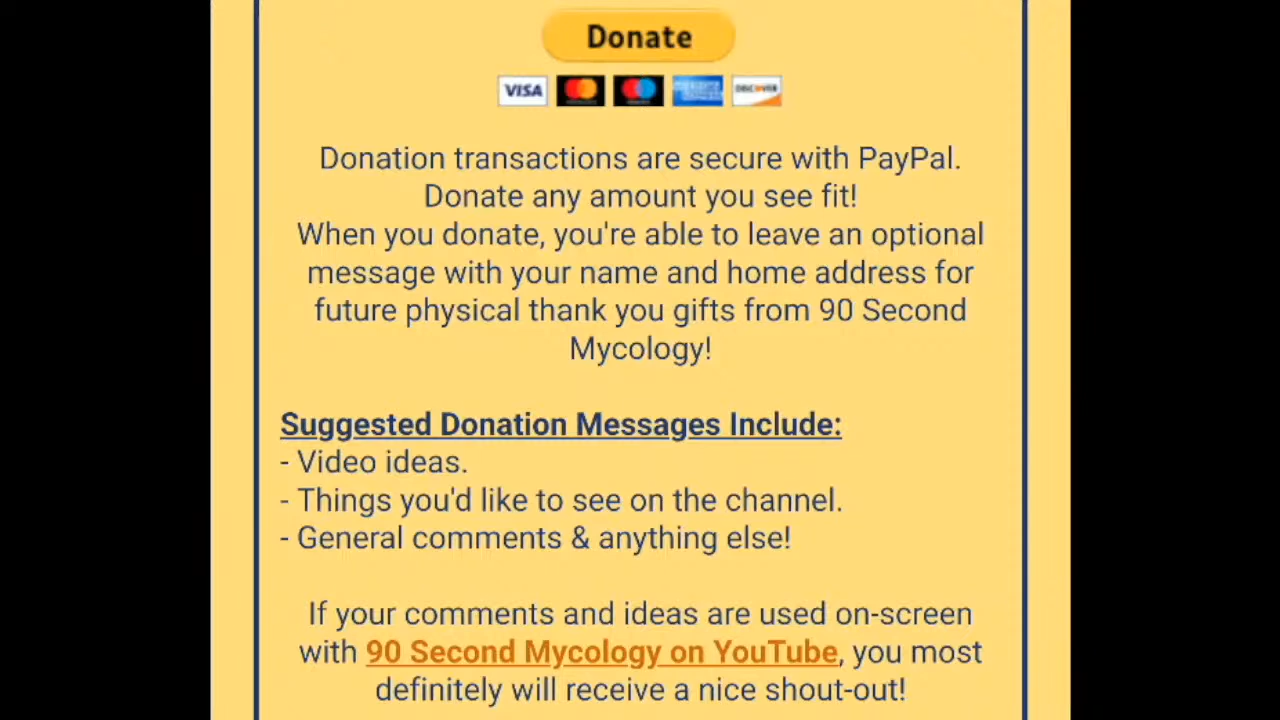 Donate
VISA
DISCOVER
Donation transactions are secure with PayPal.
Donate any amount you see fit!
When you donate, you're able to leave an optional
message with your name and home address for
future physical thank you gifts from 90 Second
Mycology!
Suggested Donation Messages Include:
- Video ideas.
- Things you'd like to see on the channel.
- General comments & anything else!
If your comments and ideas are used on-screen
with 90 Second Mycology on YouTube, you most
definitely will receive a nice shout-out!